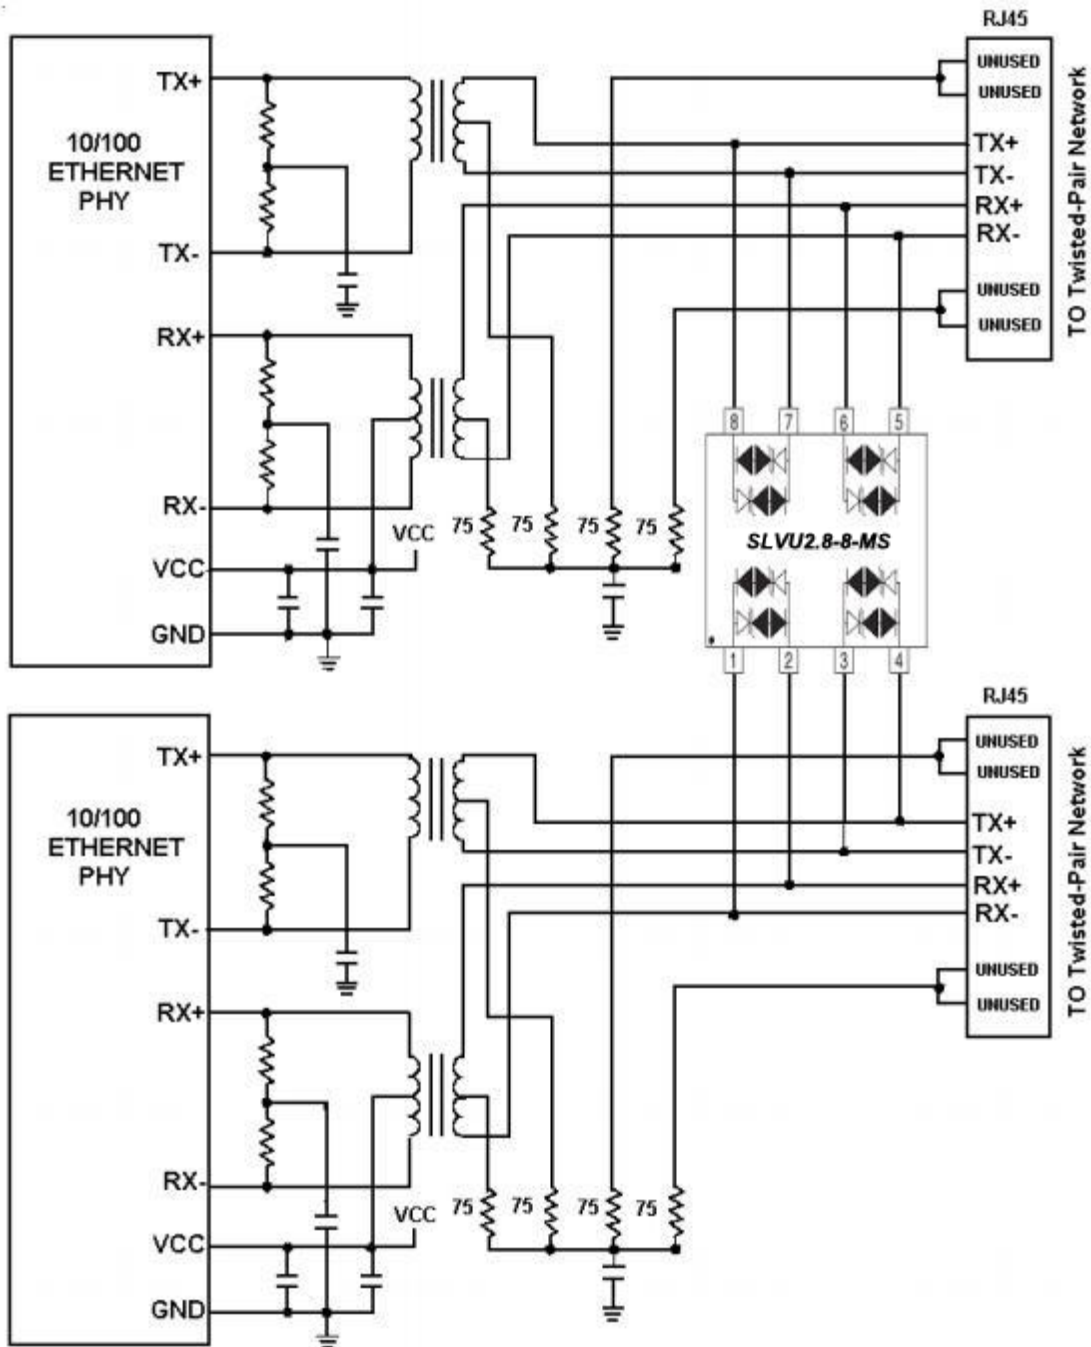 RJ45
UNUSED
UNUSED
TX+
TX-
RX+
RX-
UNUSED
UNUSED
TO Twisted-Pair Network
TX+
10/100
ETHERNET
PHY
TX-
RX+
RX-
VCC
GND
VCC
75
75
75
75
8
7
6
5
SLVU2.8-8-MS
1
2
3
4
RJ45
UNUSED
UNUSED
TX+
TX-
RX+
RX-
UNUSED
UNUSED
TO Twisted-Pair Network
TX+
10/100
ETHERNET
PHY
TX-
RX+
RX-
VCC
GND
VCC
75
75
75
75